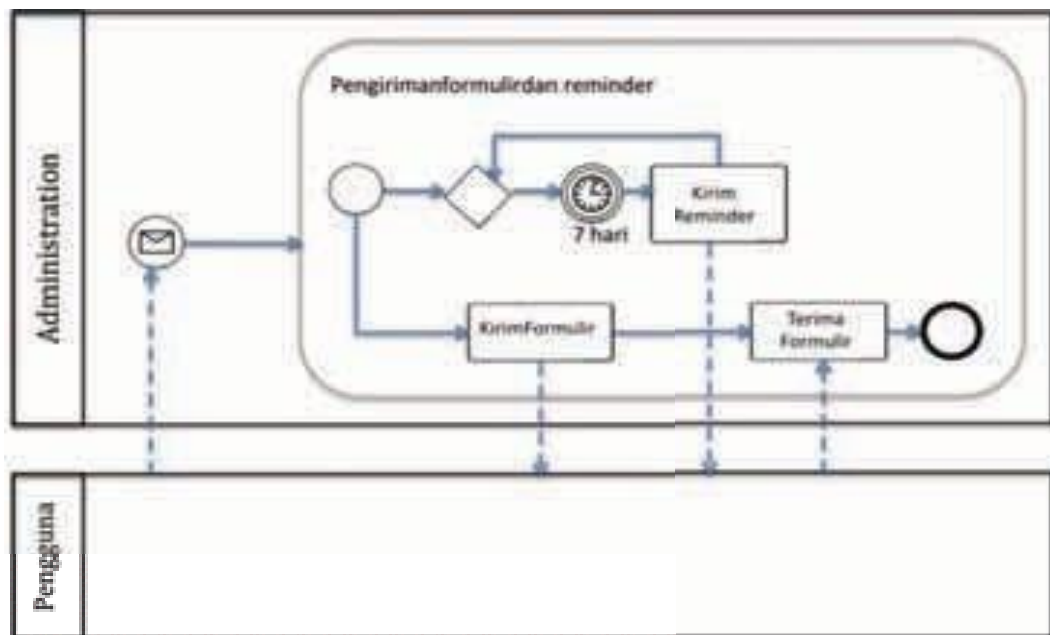 Administration
Pengirimanformulirdan reminder
Kirim
Reminder
7 hari
KirimFormulir
Terima
Formulir
Pengguna